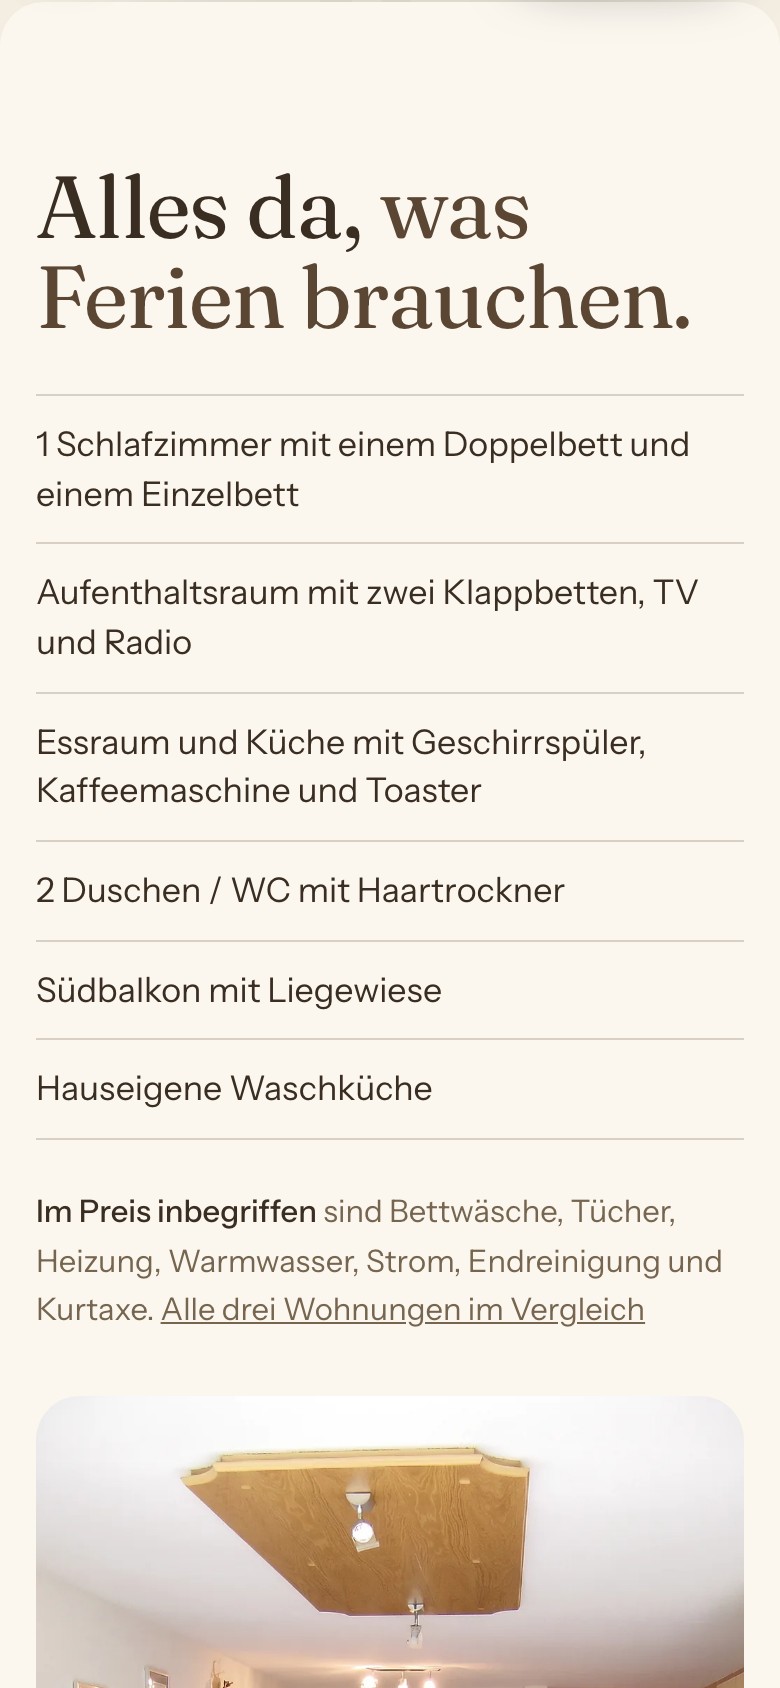 Alles da, was
Ferien brauchen.
1 Schlafzimmer mit einem Doppelbett und
einem Einzelbett
Aufenthaltsraum mit zwei Klappbetten, TV
und Radio
Essraum und Küche mit Geschirrspüler,
Kaffeemaschine und Toaster
2 Duschen / WC mit Haartrockner
Südbalkon mit Liegewiese
Hauseigene Waschküche
Im Preis inbegriffen sind Bettwäsche, Tücher,
Heizung, Warmwasser, Strom, Endreinigung und
Kurtaxe. Alle drei Wohnungen im Vergleich